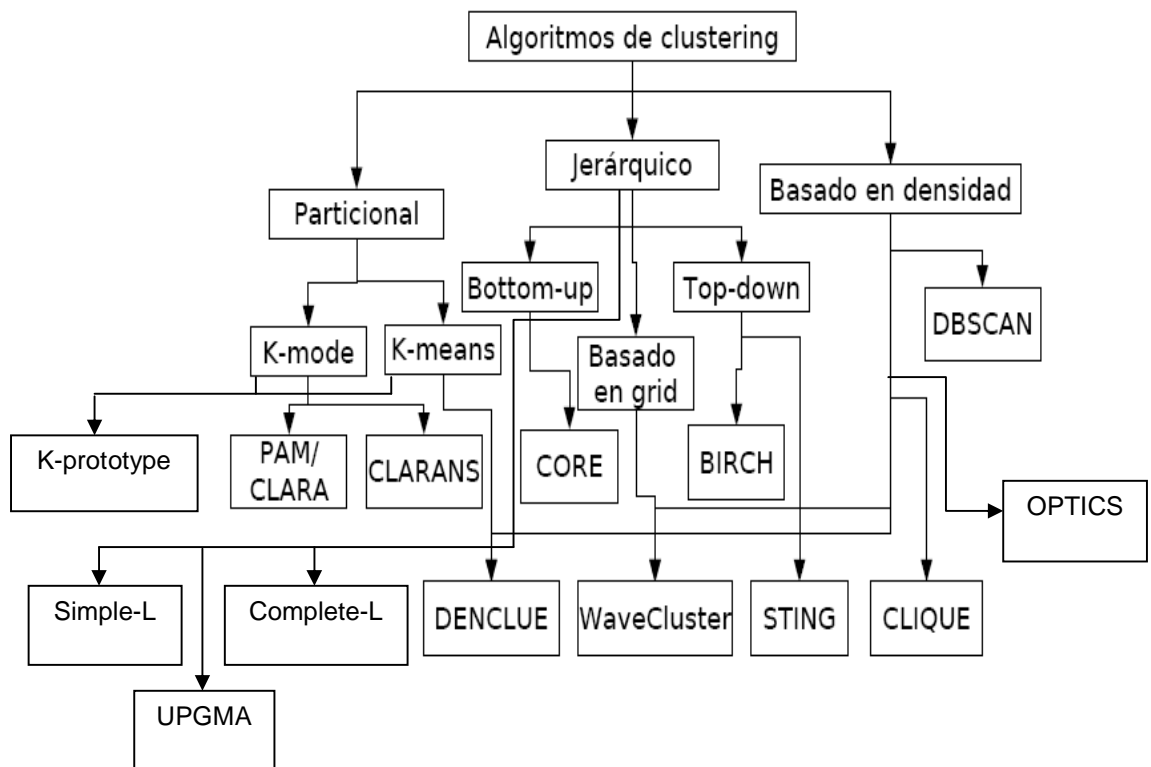 Algoritmos de clustering
Jerárquico
Basado en densidad
Particional
Bottom-up
Top-down
DBSCAN
K-mode
K-means
Basado
en grid
K-prototype
PAM/
CLARA
CLARANS
CORE
BIRCH
OPTICS
Simple-L
Complete-L
DENCLUE
WaveCluster
STING
CLIQUE
UPGMA